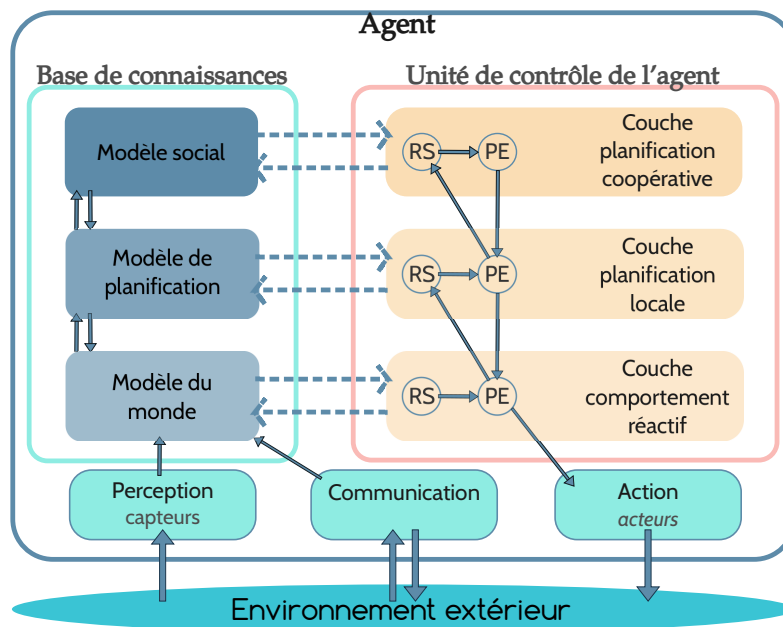 Agent
Base de connaissances
Unité de contrôle de l'agent
Modèle social
RS
PE
Couche
planification
coopérative
Modèle de
planification
RS
PE
Couche
planification
locale
Modèle du
monde
RS
PE
Couche
comportement
réactif
Perception
capteurs
Communication
Action
acteurs
Environnement extérieur